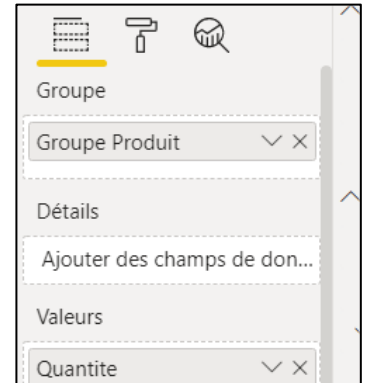 Groupe
Groupe Produit
Détails
Ajouter des champs de don...
Valeurs
Quantite